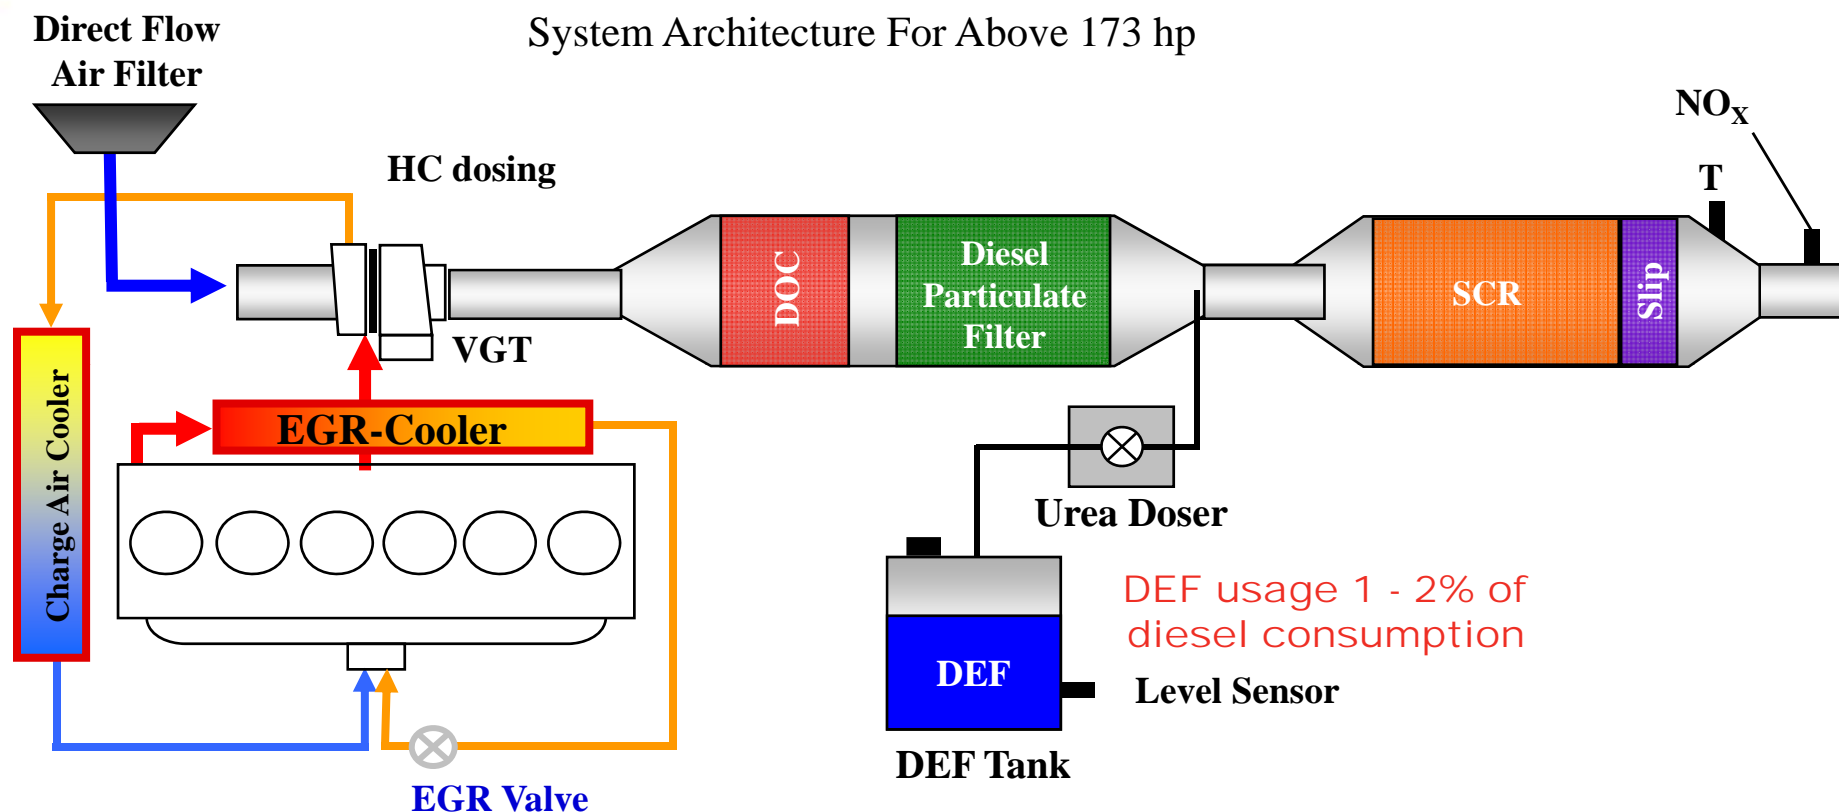 System Architecture For Above 173 hp
Direct Flow
Air Filter
HC dosing
NOX
T
DOC
Diesel
Particulate
Filter
SCR
Slip
VGT
EGR-Cooler
Charge Air Cooler
Urea Doser
DEF usage 1 - 2% of
diesel consumption
DEF
Level Sensor
DEF Tank
EGR Valve